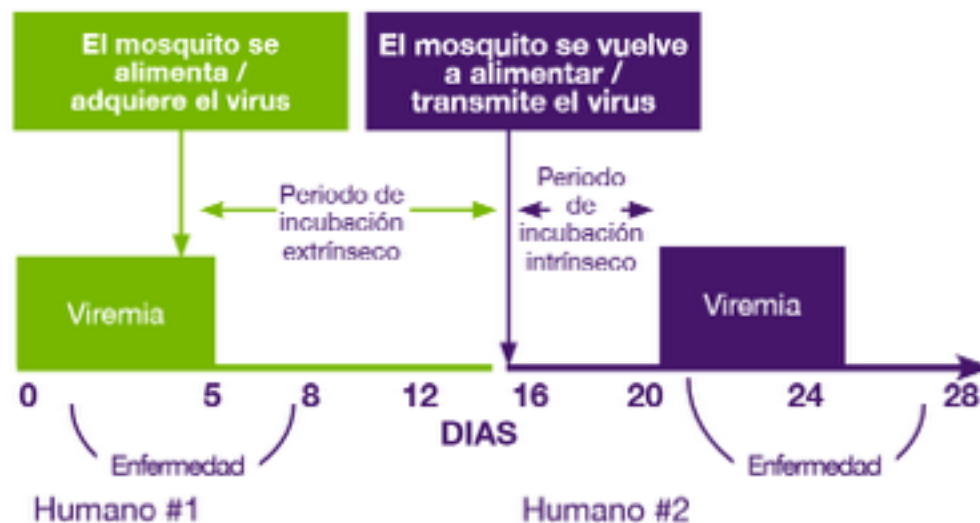 El mosquito se
alimenta /
adquiere el virus
El mosquito se vuelve
a alimentar /
transmite el virus
Periodo de
incubación
extrínseco
Periodo
de
incubación
intrínseco
Viremia
Viremia
0 5 8 12 16 20 24 28
DIAS
Enfermedad
Enfermedad
Humano #1
Humano #2